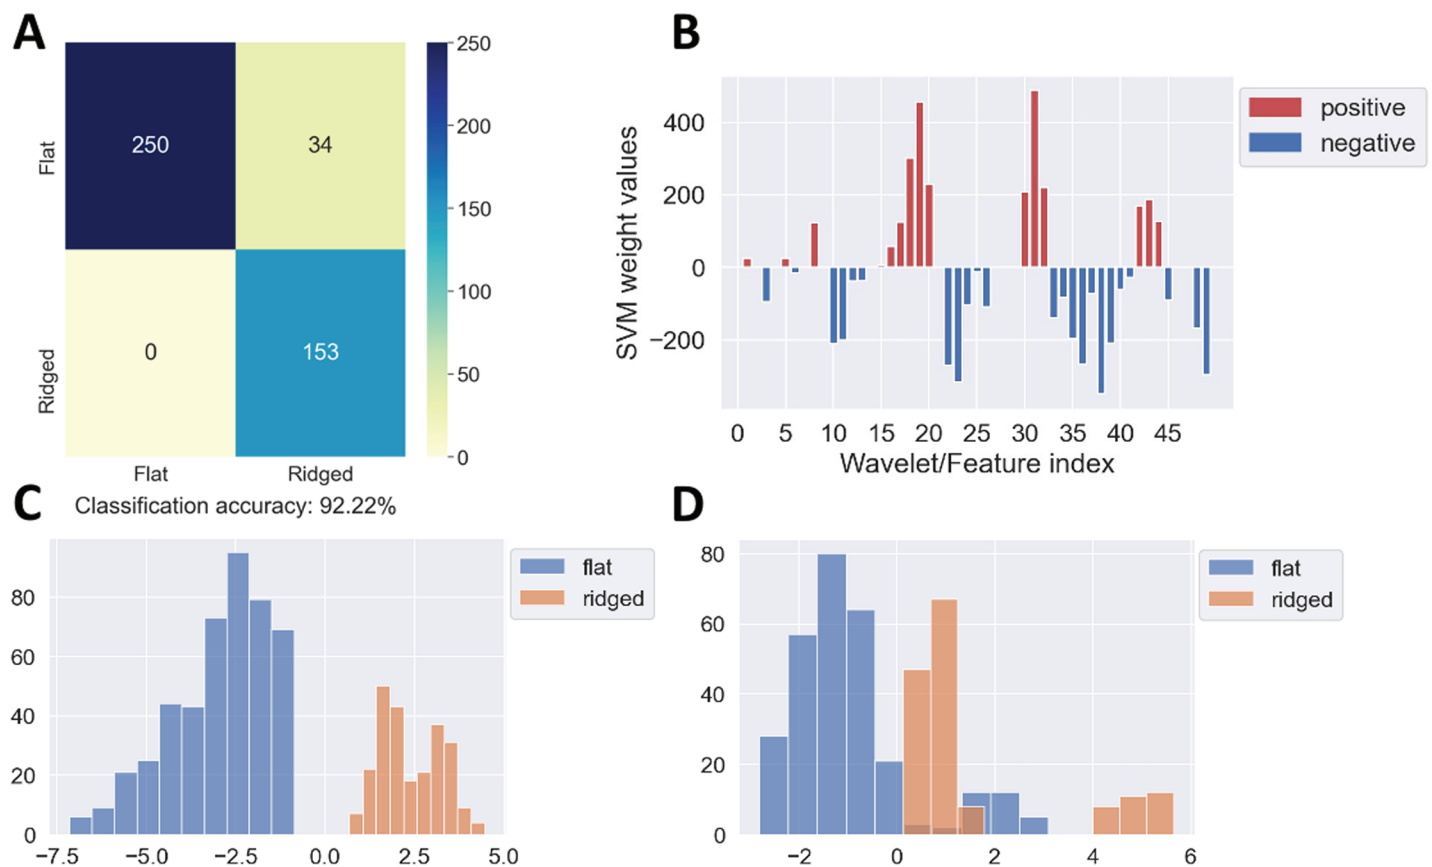 A
250
34
0
153
Flat
Ridged
Flat
Ridged
Classification accuracy: 92.22%
250
200
150
100
50
0
B
SVM weight values
400
200
0
−200
0 5 10 15 20 25 30 35 40 45
Wavelet/Feature index
positive
negative
C
80
60
40
20
0
−7.5 −5.0 −2.5 0.0 2.5 5.0
flat
ridged
D
80
60
40
20
0
−2 0 2 4 6
flat
ridged